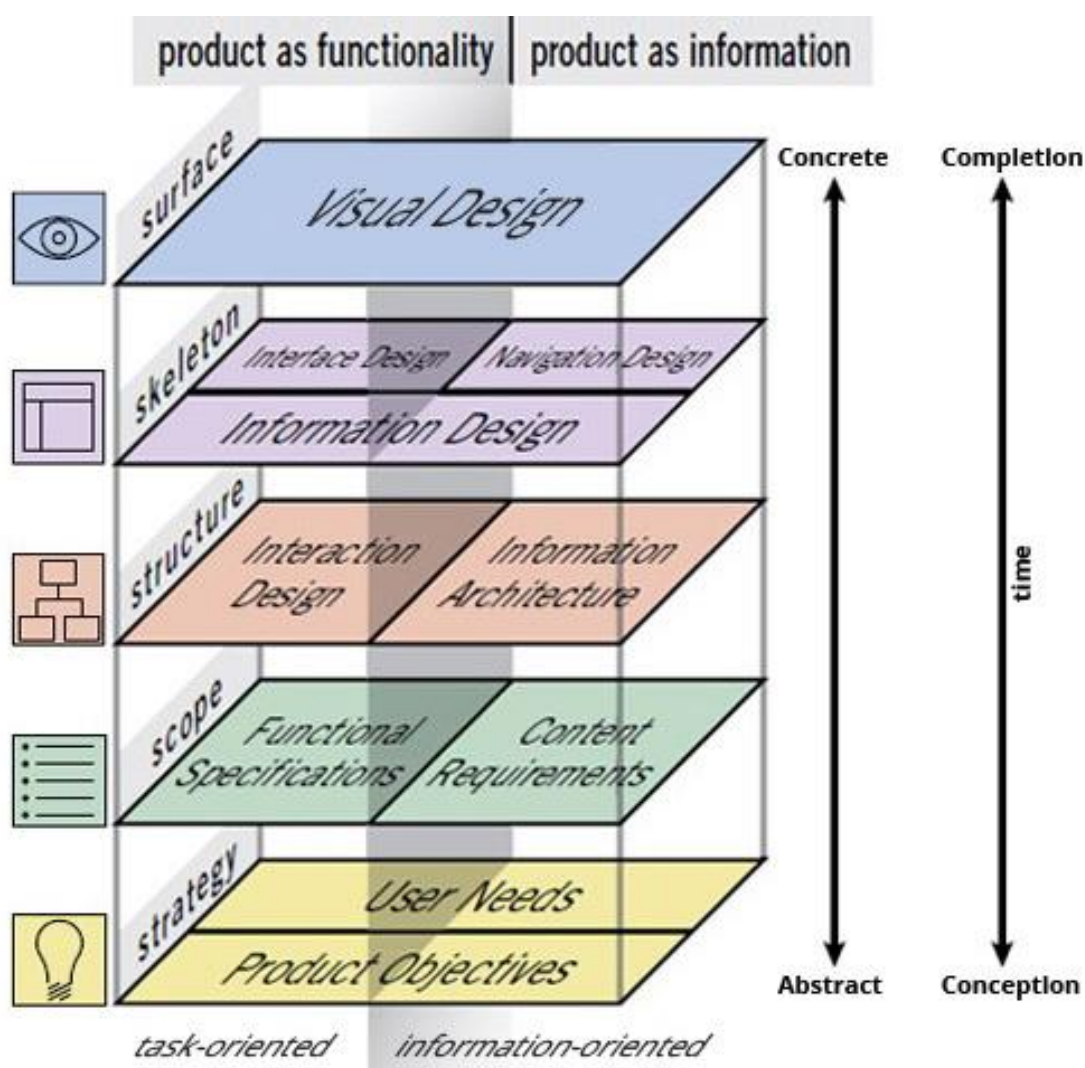 product as functionality
product as information
surface
Visual Design
Concrete
Completion
skeleton
Interface Design
Navigation Design
Information Design
structure
Interaction
Design
Information
Architecture
time
scope
Functional
Specifications
Content
Requirements
strategy
User Needs
Product Objectives
Abstract
Conception
task-oriented
information-oriented